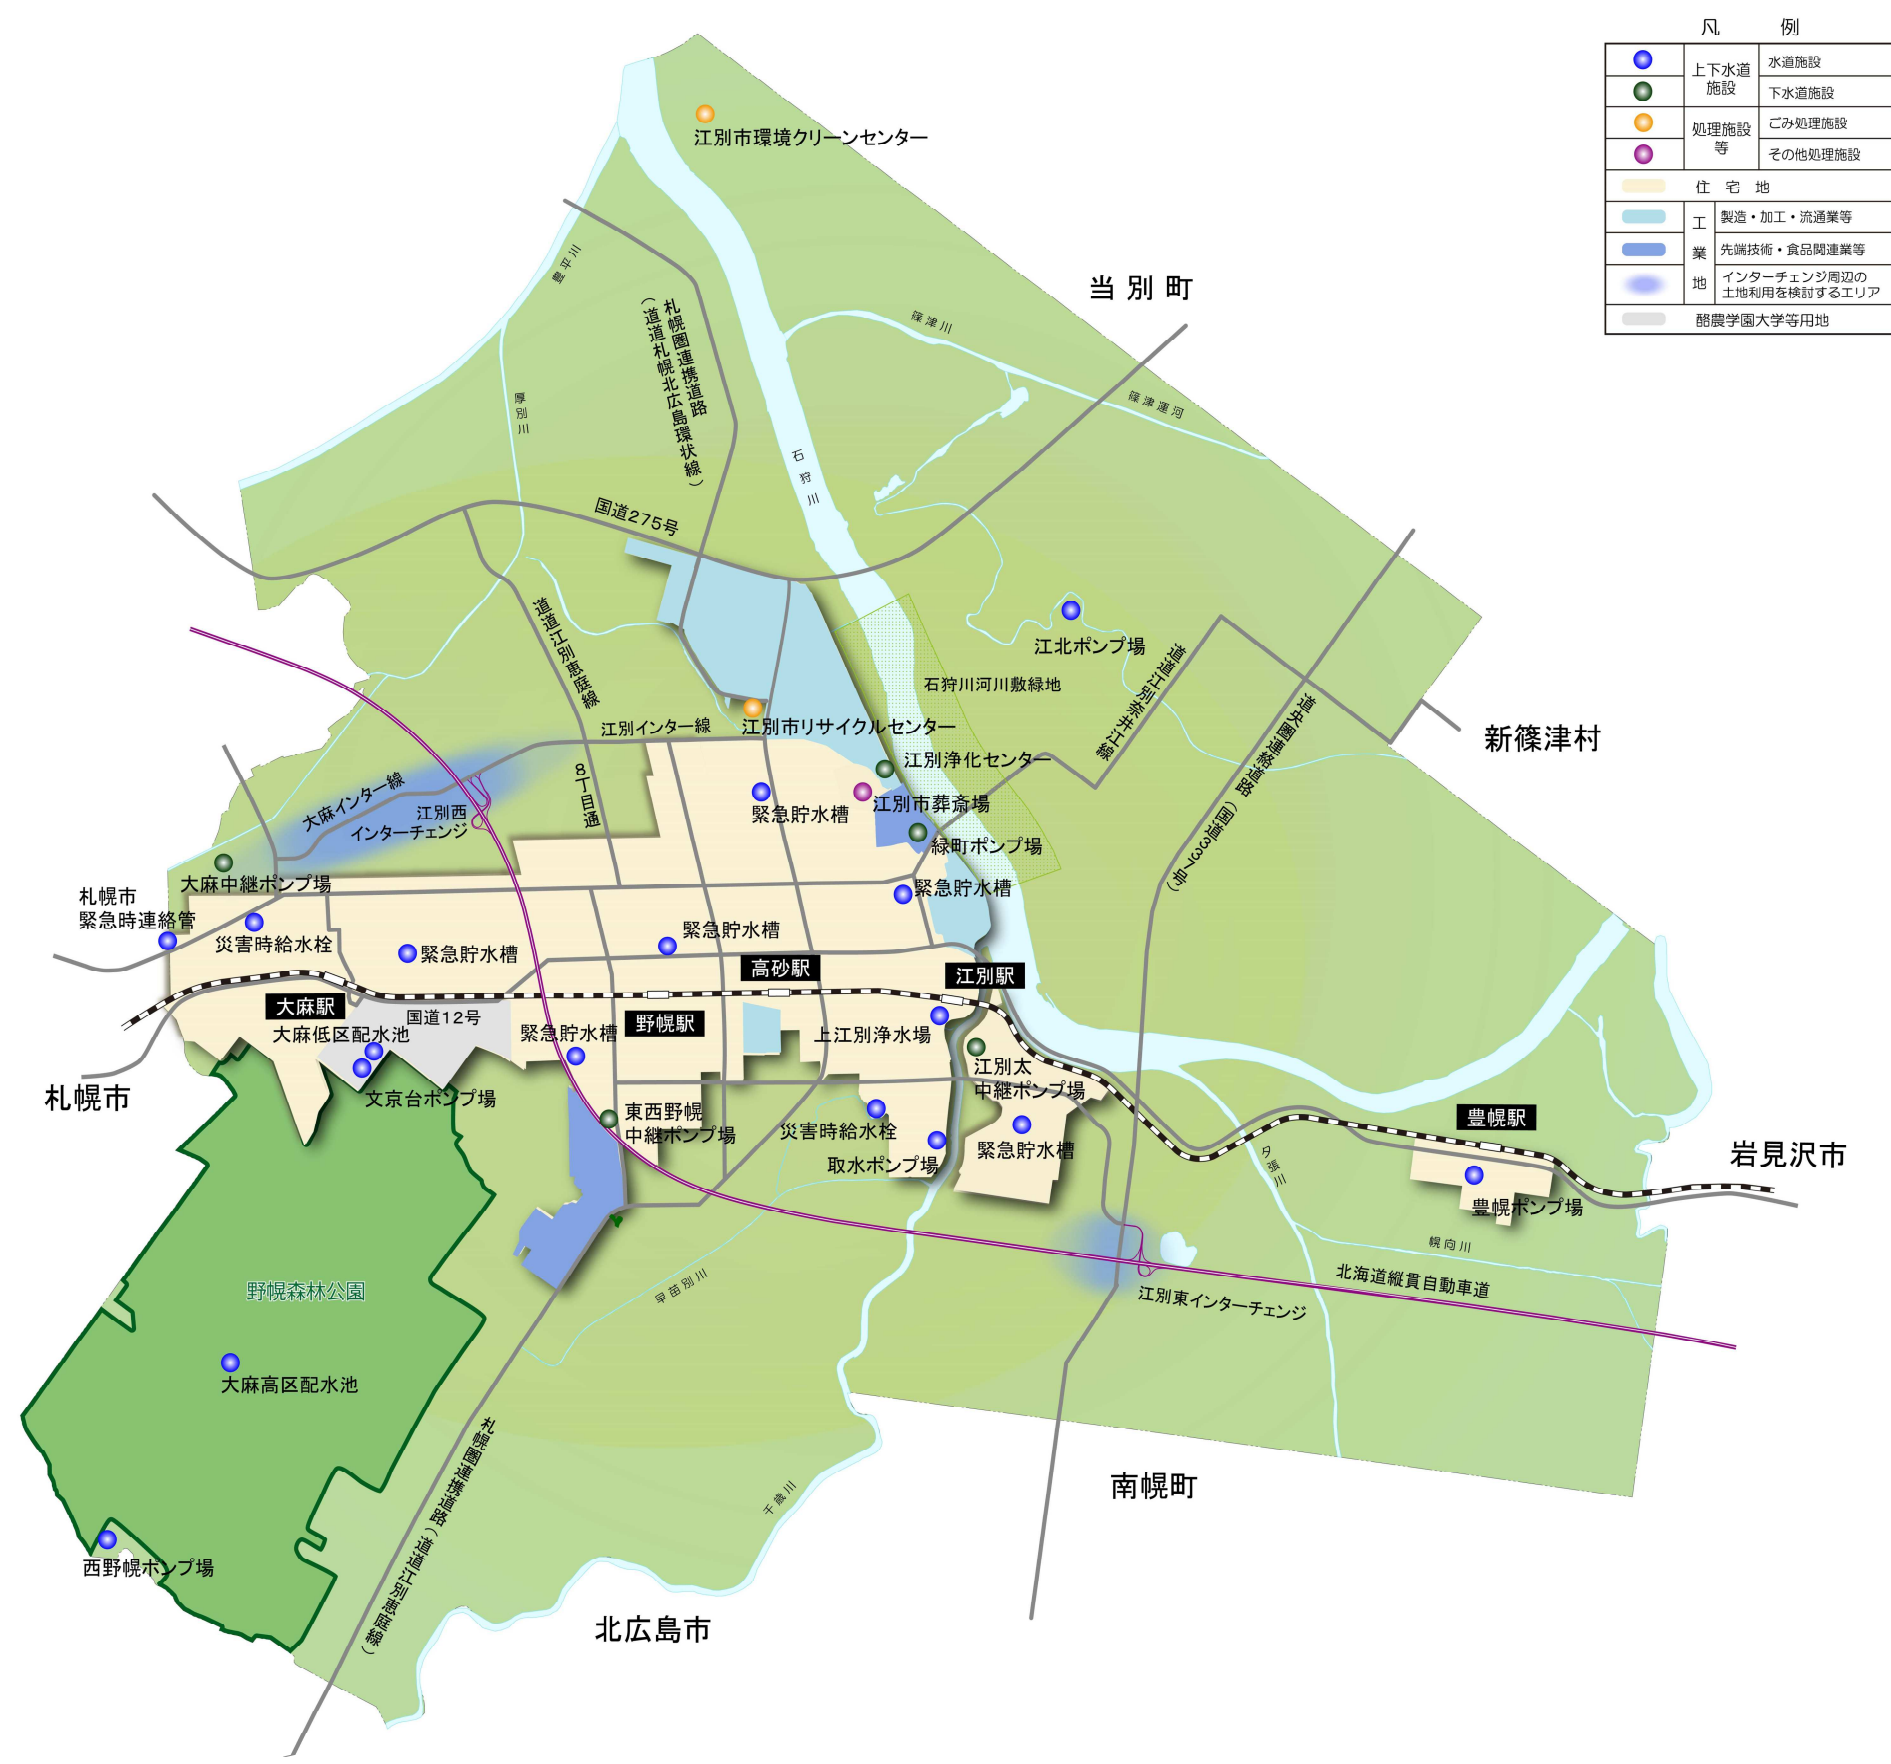 凡 例
上下水道
施設
水道施設
下水道施設
処理施設
等
ごみ処理施設
その他処理施設
住 宅 地
工業地
製造・加工・流通業等
先端技術・食品関連業等
インターチェンジ周辺の
土地利用を検討するエリア
酪農学園大学等用地
江別市環境クリーンセンター
豊平川
当別町
札幌圏連携道路
（道道札幌北広島環状線）
篠津川
篠津運河
厚別川
石狩川
国道275号
道道江別恵庭線
江北ポンプ場
道道江別奈井江線
石狩川河川敷緑地
道央圏連絡道路（国道337号）
新篠津村
江別インター線
江別市リサイクルセンター
江別浄化センター
8丁目通
大麻インター線
江別西
インターチェンジ
緊急貯水槽
江別市葬斎場
緑町ポンプ場
大麻中継ポンプ場
札幌市
緊急時連絡管
緊急貯水槽
災害時給水栓
緊急貯水槽
緊急貯水槽
高砂駅
江別駅
大麻駅
国道12号
野幌駅
大麻低区配水池
緊急貯水槽
上江別浄水場
江別太
中継ポンプ場
札幌市
文京台ポンプ場
東西野幌
中継ポンプ場
災害時給水栓
取水ポンプ場
緊急貯水槽
豊幌駅
岩見沢市
夕張川
豊幌ポンプ場
幌向川
北海道縦貫自動車道
江別東インターチェンジ
早苗別川
野幌森林公園
大麻高区配水池
札幌圏連携道路（道道江別恵庭線）
千歳川
南幌町
西野幌ポンプ場
北広島市